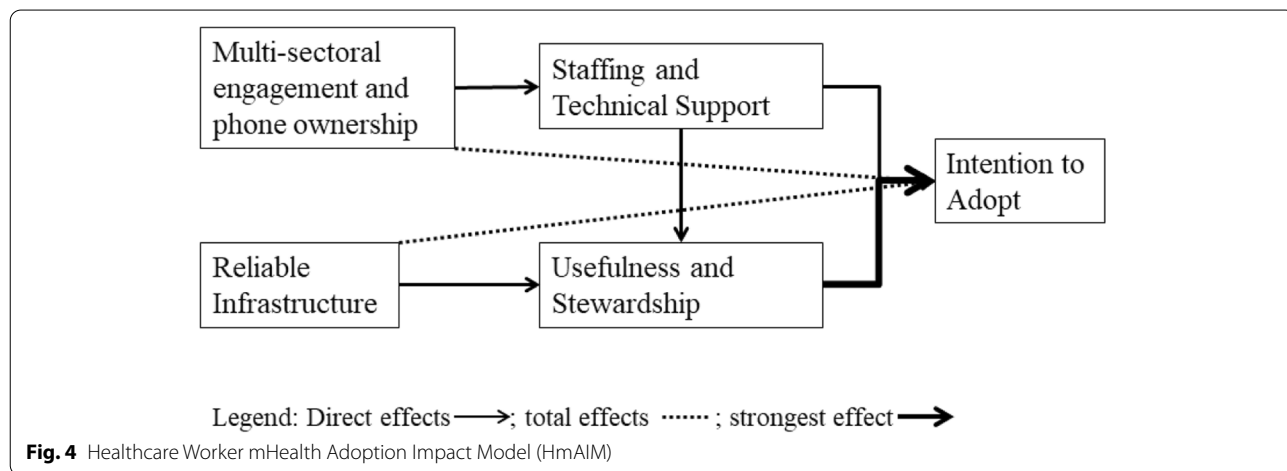 Multi-sectoral
engagement and
phone ownership
Staffing and
Technical Support
Intention to
Adopt
Reliable
Infrastructure
Usefulness and
Stewardship
Legend: Direct effects ; total effects ; strongest effect
Fig. 4 Healthcare Worker mHealth Adoption Impact Model (HmAIM)